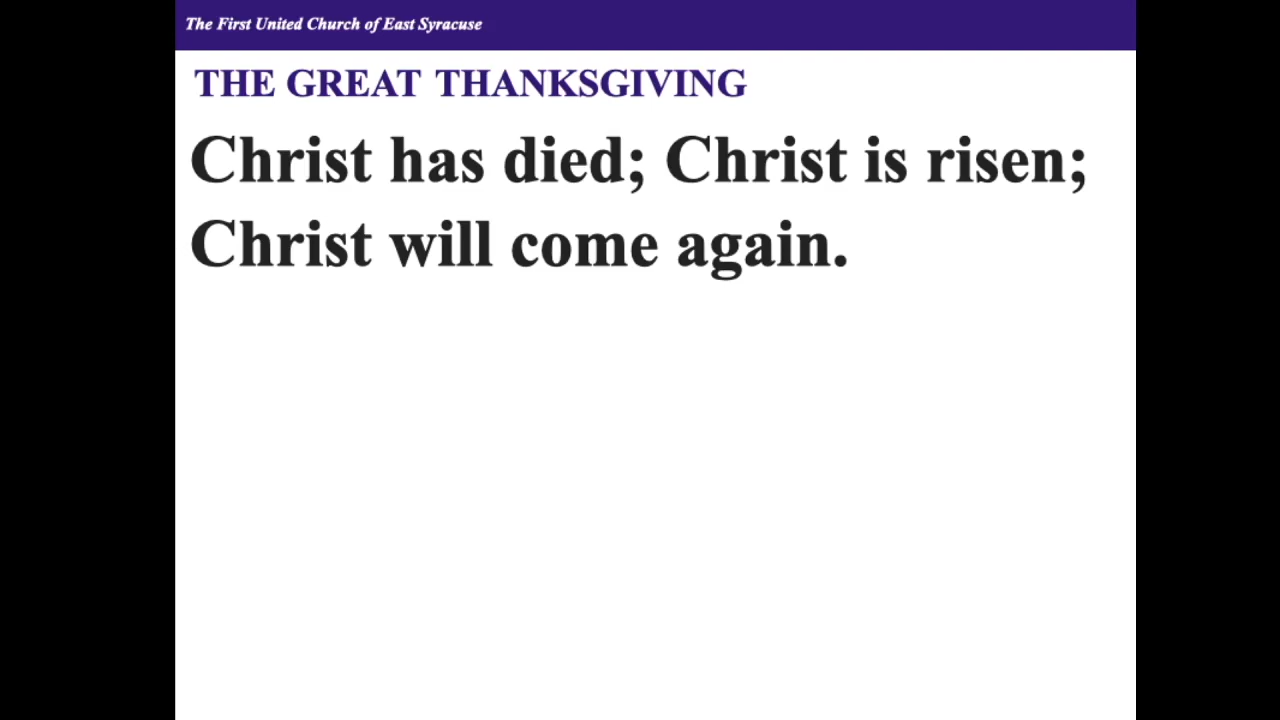 The First United Church of East Syracuse
THE GREAT THANKSGIVING
Christ has died; Christ is risen;
Christ will come again.